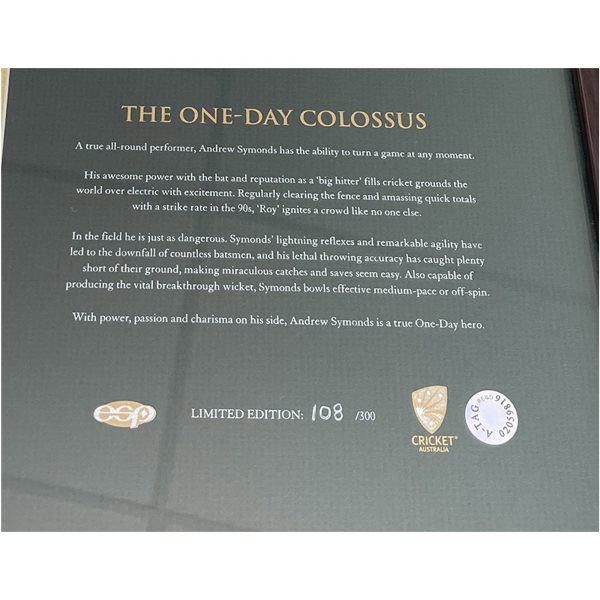 THE ONE-DAY COLOSSUS
A true all-round performer, Andrew Symonds has the ability to turn a game at any moment.
His awesome power with the bat and reputation as a 'big hitter' fills cricket grounds the
world over electric with excitement. Regularly clearing the fence and amassing quick totals
with a strike rate in the 90s, 'Roy' ignites a crowd like no one else.
In the field he is just as dangerous. Symonds' lightning reflexes and remarkable agility have
led to the downfall of countless batsmen, and his lethal throwing accuracy has caught plenty
short of their ground, making miraculous catches and saves seem easy. Also capable of
producing the vital breakthrough wicket, Symonds bowls effective medium-pace or off-spin.
With power, passion and charisma on his side, Andrew Symonds is a true One-Day hero.
esp
LIMITED EDITION: 108 /300
CRICKET
AUSTRALIA
A-TAG